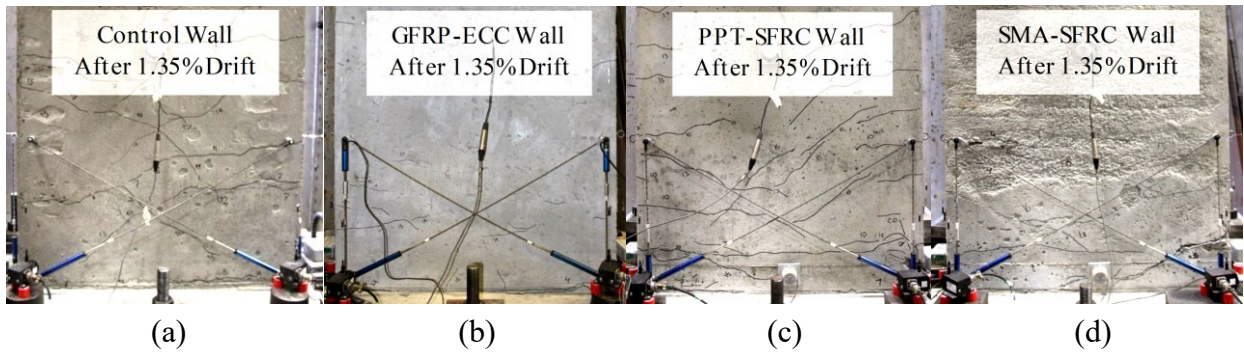 Control Wall
After 1.35%Drift
GFRP-ECC Wall
After 1.35%Drift
PPT-SFRC Wall
After 1.35%Drift
SMA-SFRC Wall
After 1.35%Drift
(a)
(b)
(c)
(d)